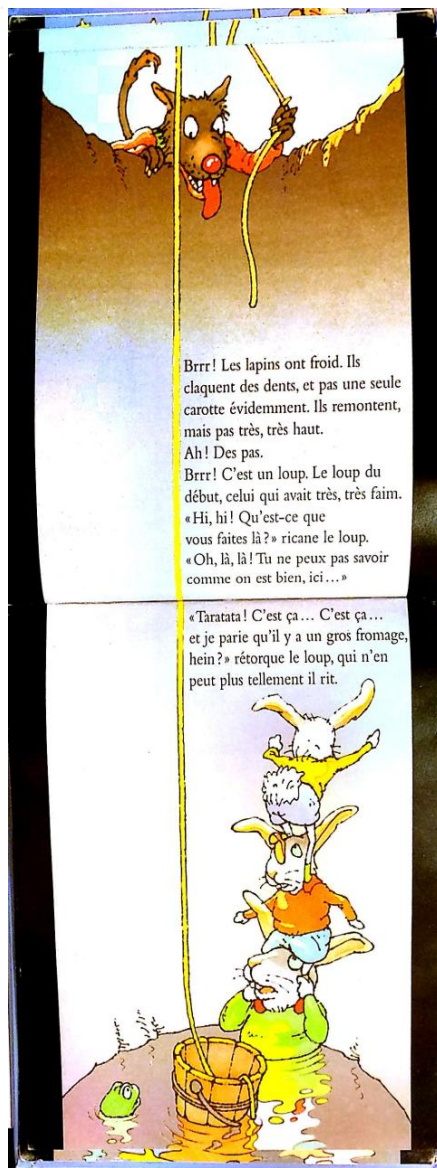 Brrr ! Les lapins ont froid. Ils
claquent des dents, et pas une seule
carotte évidemment. Ils remontent,
mais pas très, très haut.
Ah ! Des pas.
Brrr ! C'est un loup. Le loup du
début, celui qui avait très, très faim.
« Hi, hi ! Qu'est-ce que
vous faites là ? » ricane le loup.
« Oh, là, là ! Tu ne peux pas savoir
comme on est bien, ici… »
« Taratata ! C'est ça… C'est ça…
et je parie qu'il y a un gros fromage,
hein ? » rétorque le loup, qui n'en
peut plus tellement il rit.